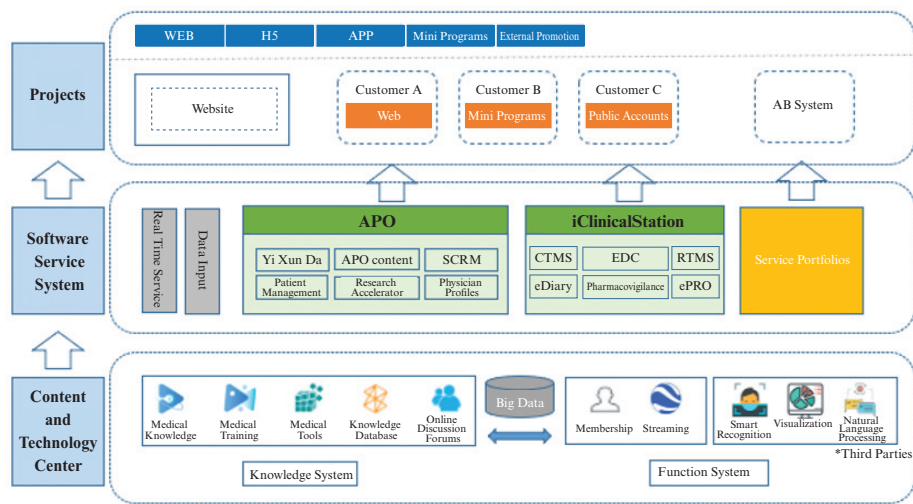 WEB
H5
APP
Mini Programs
External Promotion
Projects
Website
Customer A
Web
Customer B
Mini Programs
Customer C
Public Accounts
AB System
Software
Service
System
Real Time Service
Data Input
APO
Yi Xun Da
APO content
SCRM
Patient
Management
Research
Accelerator
Physician
Profiles
iClinicalStation
CTMS
EDC
RTMS
eDiary
Pharmacovigilance
ePRO
Service Portfolios
Content
and
Technology
Center
Medical
Knowledge
Medical
Training
Medical
Tools
Knowledge
Database
Online
Discussion
Forums
Big Data
Membership
Streaming
Smart
Recognition
Visualization
Natural
Language
Processing
*Third Parties
Knowledge System
Function System